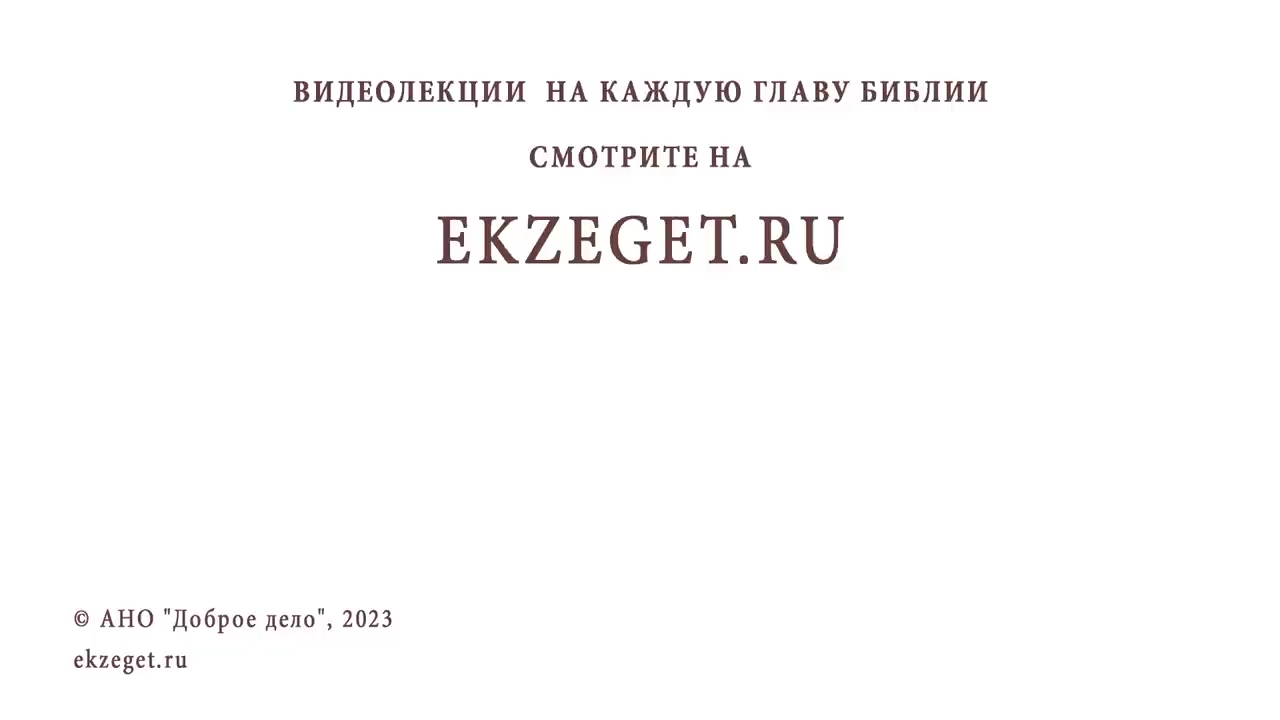 ВИДЕОЛЕКЦИИ НА КАЖДУЮ ГЛАВУ БИБЛИИ
СМОТРИТЕ НА
EKZEGET.RU
© АНО "Доброе дело", 2023
ekzeget.ru